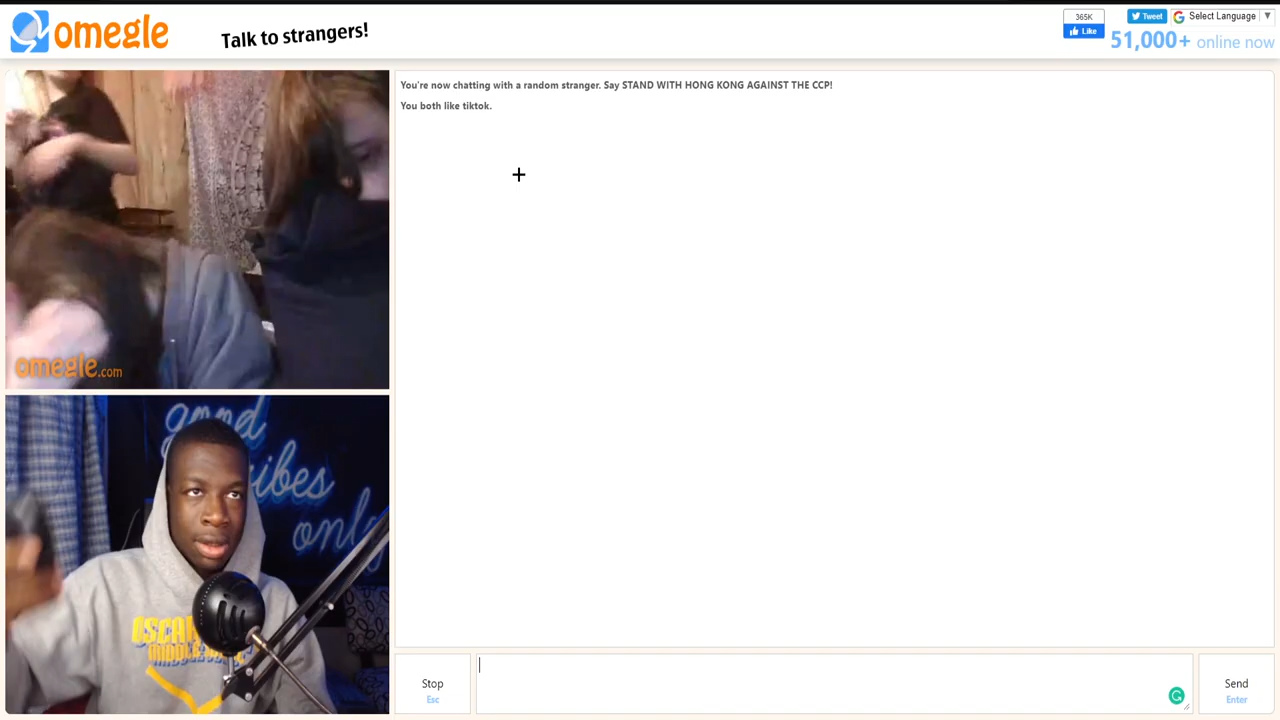 omegle
Talk to strangers!
365K
Like
Tweet
Select Language
51,000+ online now
You're now chatting with a random stranger. Say STAND WITH HONG KONG AGAINST THE CCP!
You both like tiktok.
omegle.com
good
vibes
only
MIDDLE
Stop
Esc
Send
Enter